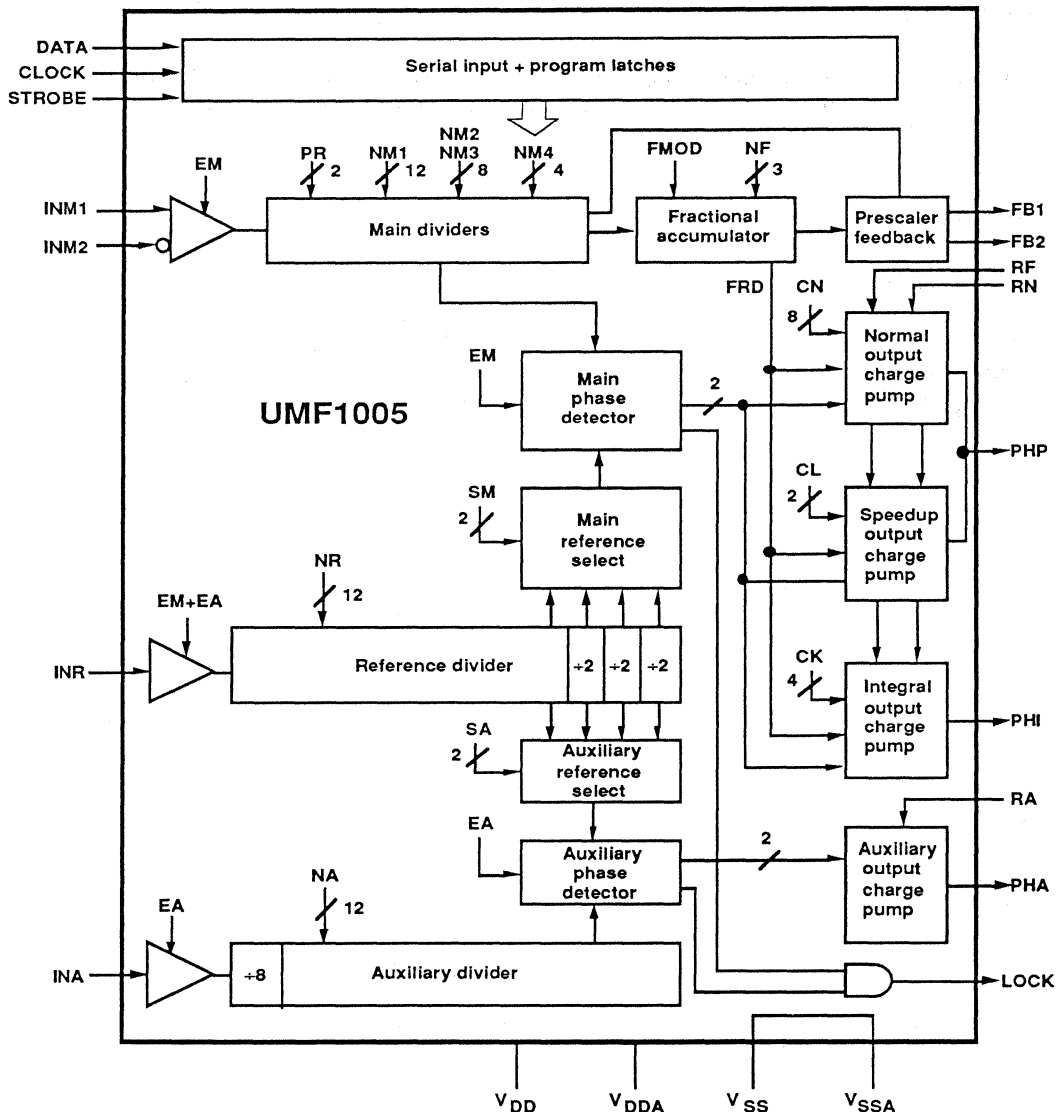 DATA
CLOCK
STROBE
Serial input + program latches
EM
PR
2
NM1
12
NM2
NM3
8
NM4
4
FMOD
NF
3
INM1
INM2
Main dividers
Fractional
accumulator
Prescaler
feedback
FB1
FB2
RF
RN
FRD
CN
8
Normal
output
charge
pump
EM
Main
phase
detector
2
UMF1005
PHP
CL
2
Speedup
output
charge
pump
SM
2
Main
reference
select
NR
12
EM+EA
INR
Reference divider
÷2
÷2
÷2
CK
4
Integral
output
charge
pump
PHI
SA
2
Auxiliary
reference
select
RA
EA
Auxiliary
phase
detector
2
Auxiliary
output
charge
pump
PHA
NA
12
EA
INA
÷8
Auxiliary divider
LOCK
VDD
VDDA
VSS
VSSA